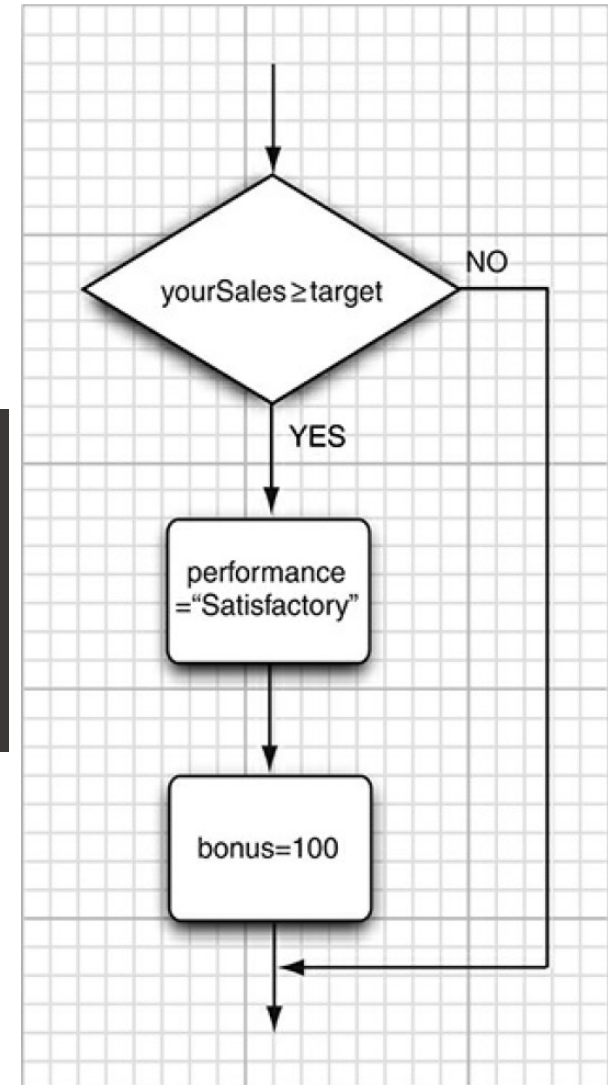 yourSales≥target
NO
YES
performance
=“Satisfactory”
bonus=100